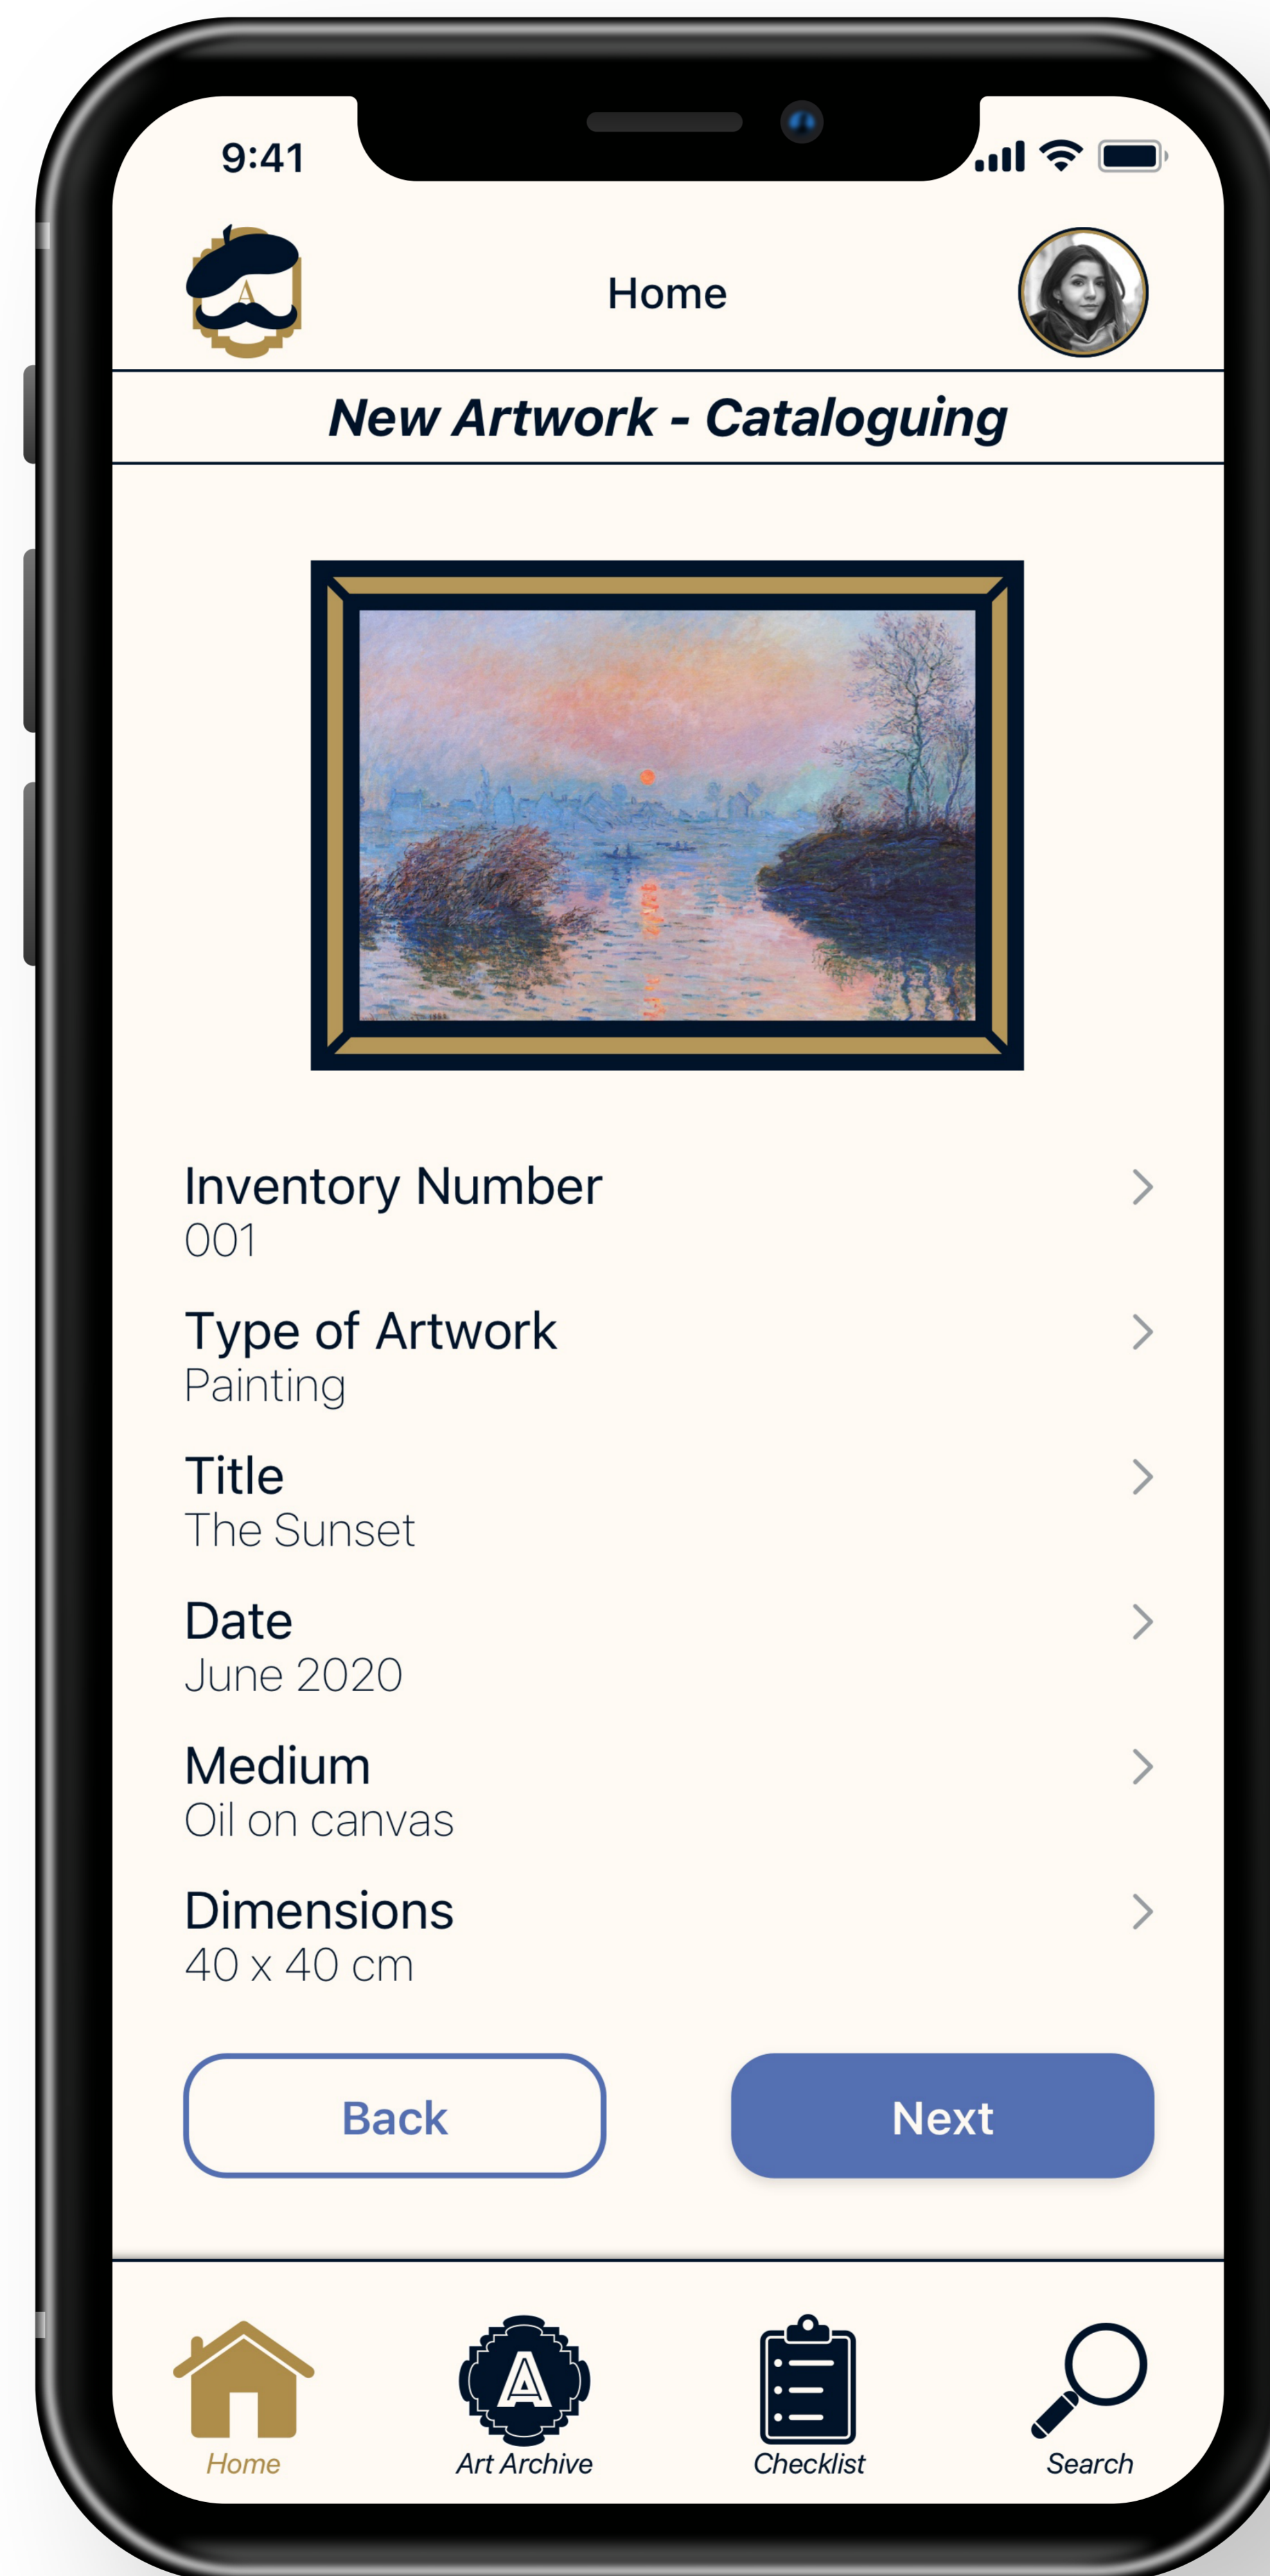 9:41
A
Home
New Artwork - Cataloguing
Inventory Number
001
Type of Artwork
Painting
Title
The Sunset
Date
June 2020
Medium
Oil on canvas
Dimensions
40 x 40 cm
Back
Next
A
Home
Art Archive
Checklist
Search